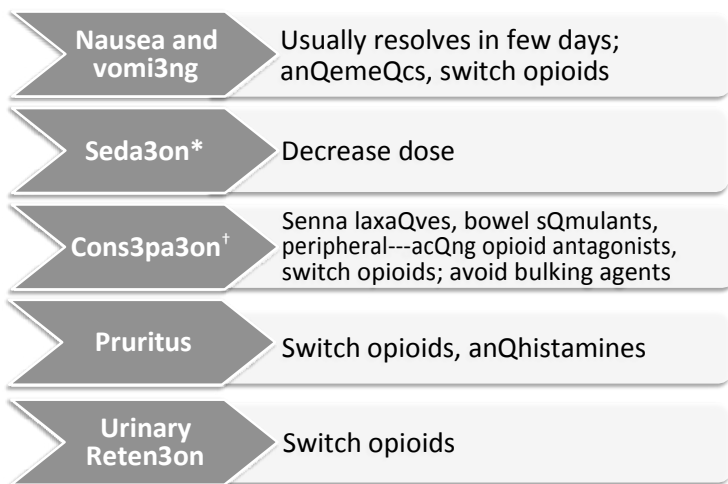 Nausea and
vomi3ng
Usually resolves in few days;
anQemeQcs, switch opioids
Seda3on*
Decrease dose
Cons3pa3on†
Senna laxaQves, bowel sQmulants,
peripheral---acQng opioid antagonists,
switch opioids; avoid bulking agents
Pruritus
Switch opioids, anQhistamines
Urinary
Reten3on
Switch opioids